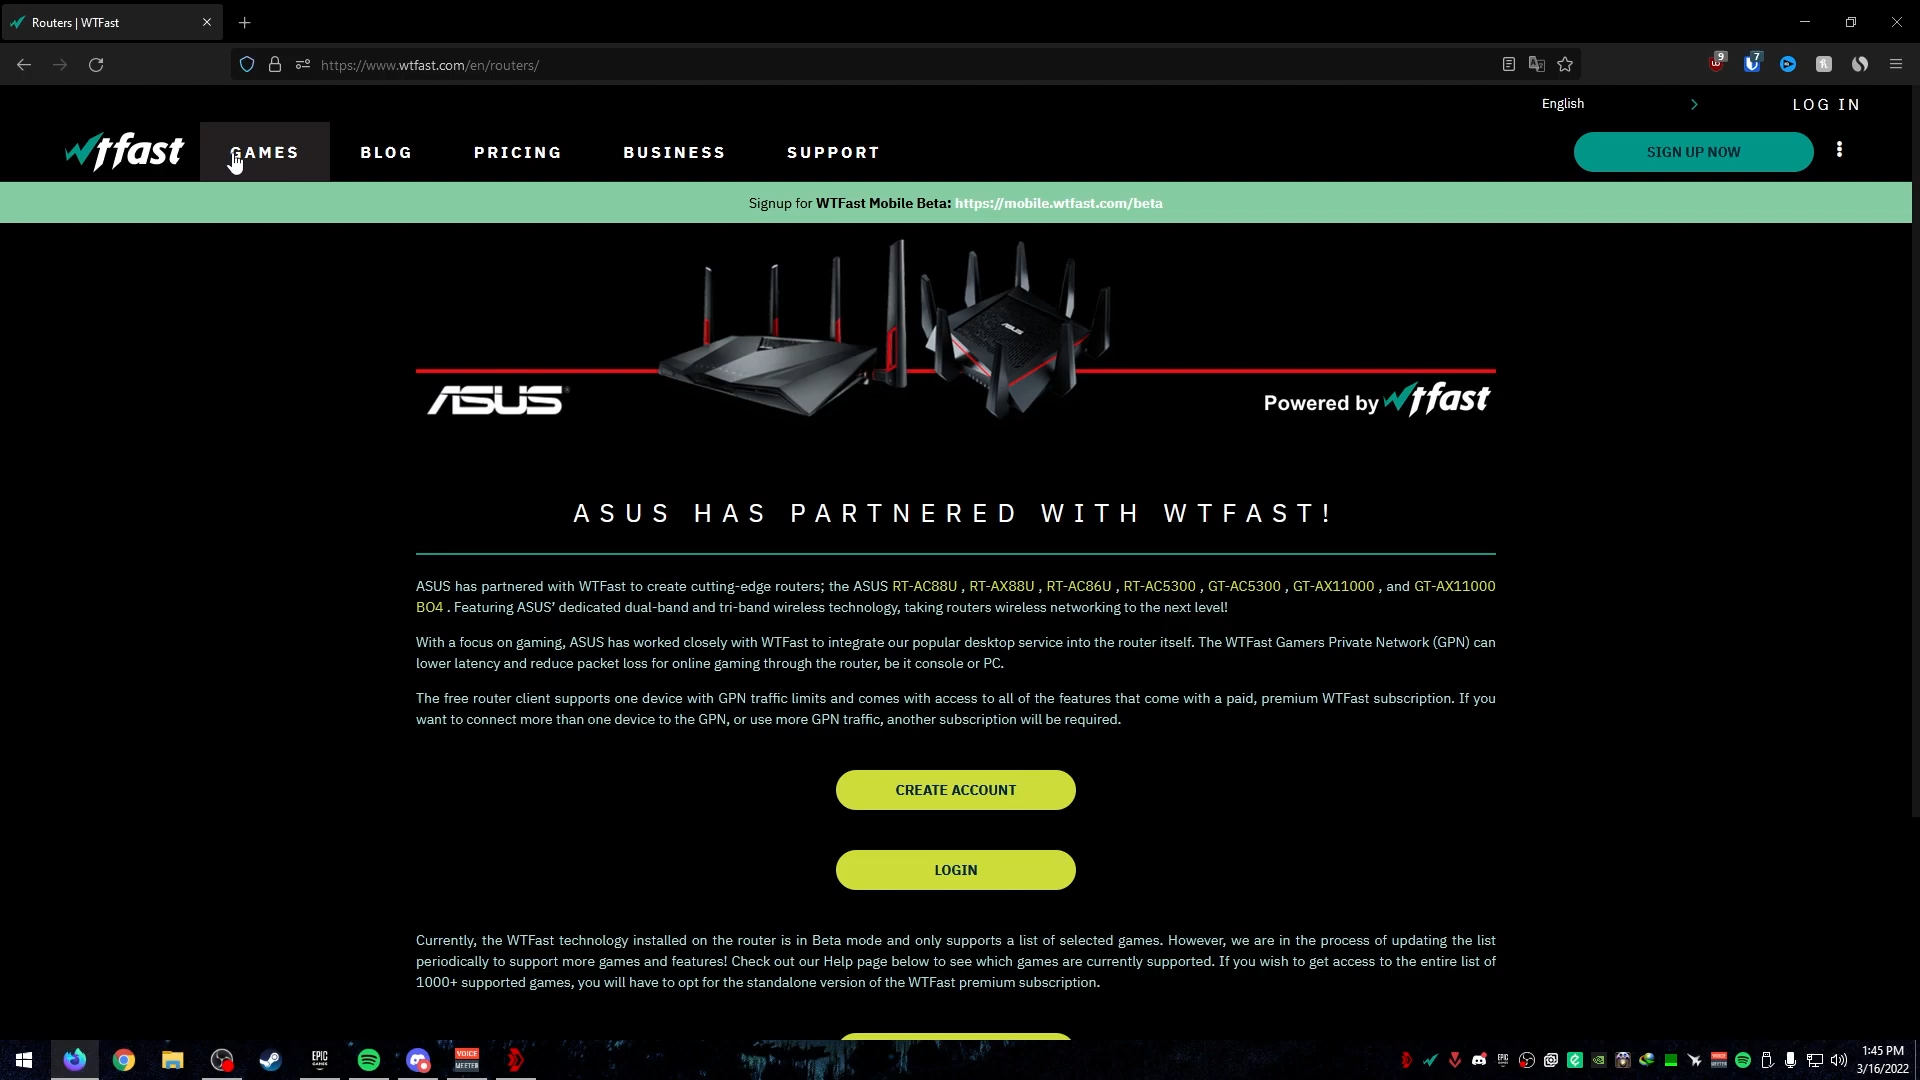 Routers | WTFast
https://www.wtfast.com/en/routers/
9
7
English
LOG IN
wtfast
GAMES
BLOG
PRICING
BUSINESS
SUPPORT
SIGN UP NOW
Signup for WTFast Mobile Beta: https://mobile.wtfast.com/beta
ASUS
ASUS
Powered by wtfast
ASUS HAS PARTNERED WITH WTFAST!
ASUS has partnered with WTFast to create cutting-edge routers; the ASUS RT-AC88U , RT-AX88U , RT-AC86U , RT-AC5300 , GT-AC5300 , GT-AX11000 , and GT-AX11000
BO4 . Featuring ASUS’ dedicated dual-band and tri-band wireless technology, taking routers wireless networking to the next level!
With a focus on gaming, ASUS has worked closely with WTFast to integrate our popular desktop service into the router itself. The WTFast Gamers Private Network (GPN) can
lower latency and reduce packet loss for online gaming through the router, be it console or PC.
The free router client supports one device with GPN traffic limits and comes with access to all of the features that come with a paid, premium WTFast subscription. If you
want to connect more than one device to the GPN, or use more GPN traffic, another subscription will be required.
CREATE ACCOUNT
LOGIN
Currently, the WTFast technology installed on the router is in Beta mode and only supports a list of selected games. However, we are in the process of updating the list
periodically to support more games and features! Check out our Help page below to see which games are currently supported. If you wish to get access to the entire list of
1000+ supported games, you will have to opt for the standalone version of the WTFast premium subscription.
EPIC
GAMES
VOICE
MEETER
1:45 PM
3/16/2022